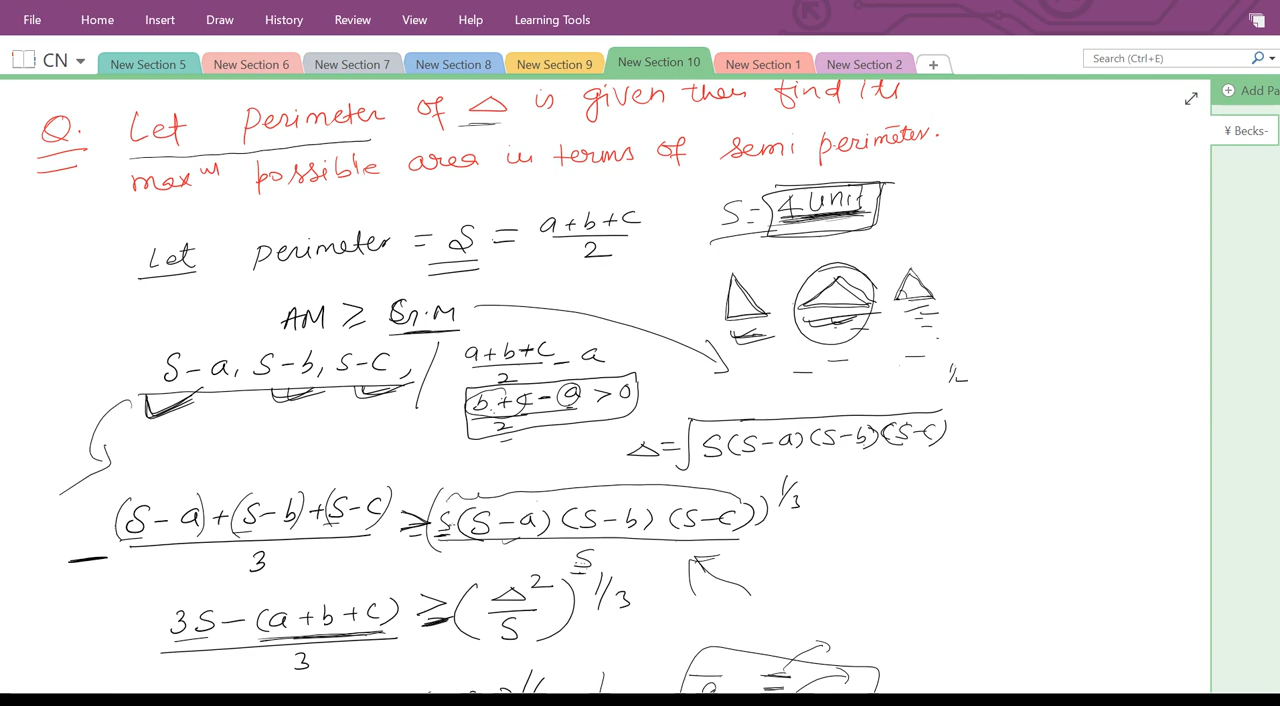 File Home Insert Draw History Review View Help Learning Tools
CN New Section 5 New Section 6 New Section 7 New Section 8 New Section 9 New Section 10 New Section 1 New Section 2 + Search (Ctrl+E)
Add Pa
¥ Becks-
Q. Let Perimeter of △ is given then find its
max^m possible area in terms of semi perimeter.
S = 4 Unit
Let perimeter = S = a+b+c / 2
AM ≥ G.M
S-a, S-b, S-c,
a+b+c / 2 - a
b+c-a / 2 > 0
1/2
△ = √S(S-a)(S-b)(S-c)
(S-a)+(S-b)+(S-c) / 3 ≥ (S(S-a)(S-b)(S-c) / S)^1/3
3S-(a+b+c) / 3 ≥ (△^2 / S)^1/3